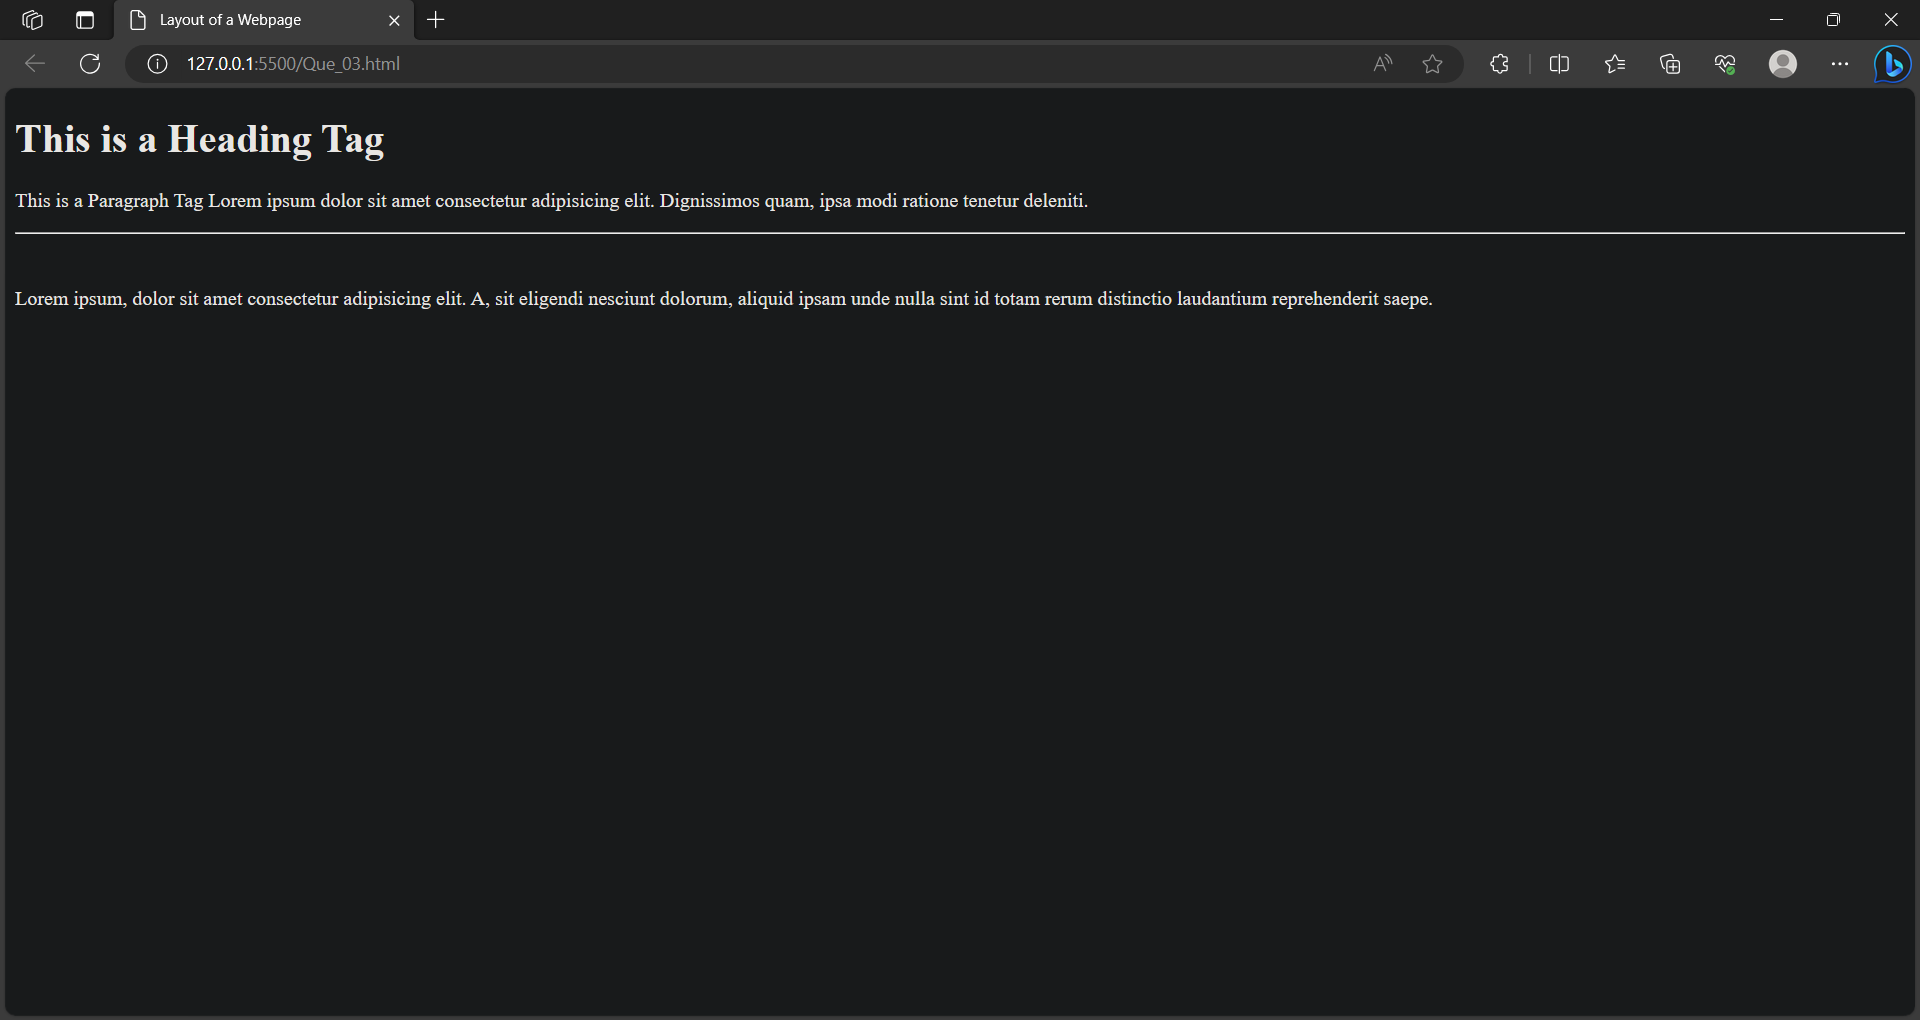 Layout of a Webpage
127.0.0.1:5500/Que_03.html
This is a Heading Tag
This is a Paragraph Tag Lorem ipsum dolor sit amet consectetur adipisicing elit. Dignissimos quam, ipsa modi ratione tenetur deleniti.
Lorem ipsum, dolor sit amet consectetur adipisicing elit. A, sit eligendi nesciunt dolorum, aliquid ipsam unde nulla sint id totam rerum distinctio laudantium reprehenderit saepe.